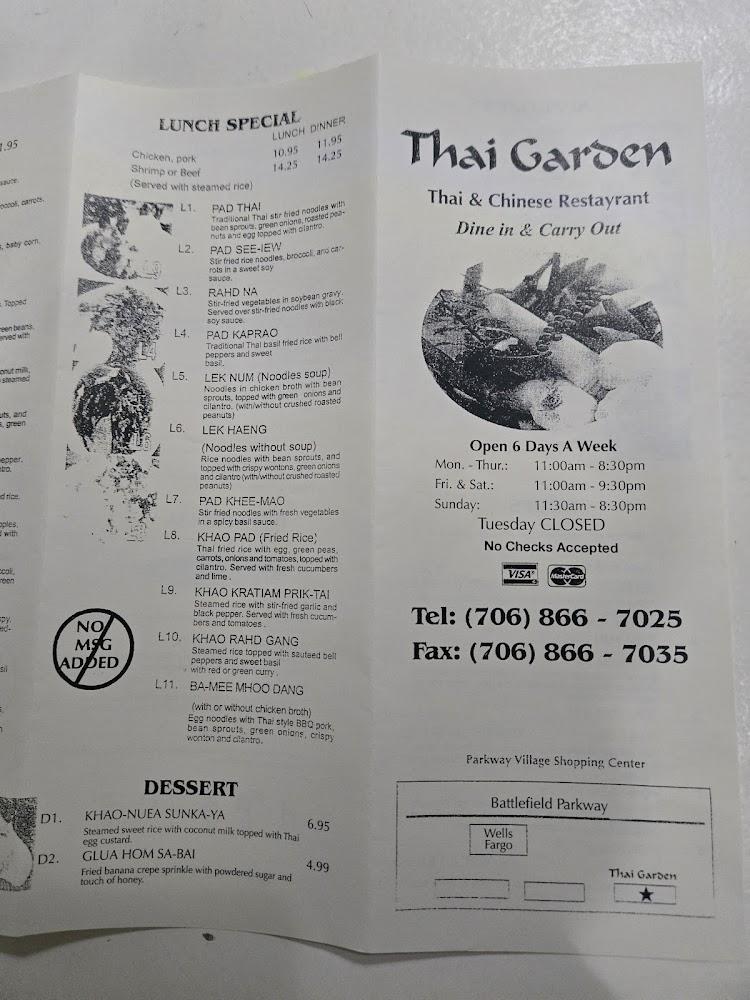 1.95
sauce.
broccoli, carrots,
baby corn,
Topped
green beans,
served with
steamed
green
rice.
with
LUNCH SPECIAL
LUNCH DINNER
Chicken, pork 10.95 11.95
Shrimp or Beef 14.25 14.25
(Served with steamed rice)
L1. PAD THAI
Traditional Thai stir fried noodles with
bean sprouts, green onions, roasted pea-
nuts and egg topped with cilantro.
L2. PAD SEE-IEW
Stir fried rice noodles, broccoli, and car-
rots in a sweet soy
sauce.
L3. RAHD NA
Stir-fried vegetables in soybean gravy.
Served over stir-fried noodles with black
soy sauce.
L4. PAD KAPRAO
Traditional Thai basil fried rice with bell
peppers and sweet
basil.
L5. LEK NUM (Noodles soup)
Noodles in chicken broth with bean
sprouts, topped with green onions and
cilantro. (with/without crushed roasted
peanuts)
L6. LEK HAENG
(Noodles without soup)
Rice noodles with bean sprouts, and
topped with crispy wontons, green onions
and cilantro (with/without crushed roasted
peanuts)
L7. PAD KHEE-MAO
Stir fried noodles with fresh vegetables
in a spicy basil sauce.
L8. KHAO PAD (Fried Rice)
Thai fried rice with egg, green peas,
carrots, onions and tomatoes, topped with
cilantro. Served with fresh cucumbers
and lime .
L9. KHAO KRATIAM PRIK-TAI
Steamed rice with stir-fried garlic and
black pepper. Served with fresh cucum-
bers and tomatoes .
L10. KHAO RAHD GANG
Steamed rice topped with sauteed bell
peppers and sweet basil
with red or green curry .
L11. BA-MEE MHOO DANG
(with or without chicken broth)
Egg noodles with Thai style BBQ pork,
bean sprouts, green onions, crispy
wonton and cilantro.
NO
MSG
ADDED
DESSERT
D1. KHAO-NUEA SUNKA-YA 6.95
Steamed sweet rice with coconut milk topped with Thai
egg custard.
D2. GLUA HOM SA-BAI 4.99
Fried banana crepe sprinkle with powdered sugar and
touch of honey.
Thai Garden
Thai & Chinese Restayrant
Dine in & Carry Out
Open 6 Days A Week
Mon. - Thur.: 11:00am - 8:30pm
Fri. & Sat.: 11:00am - 9:30pm
Sunday: 11:30am - 8:30pm
Tuesday CLOSED
No Checks Accepted
VISA MasterCard
Tel: (706) 866 - 7025
Fax: (706) 866 - 7035
Parkway Village Shopping Center
Battlefield Parkway
Wells
Fargo
Thai Garden